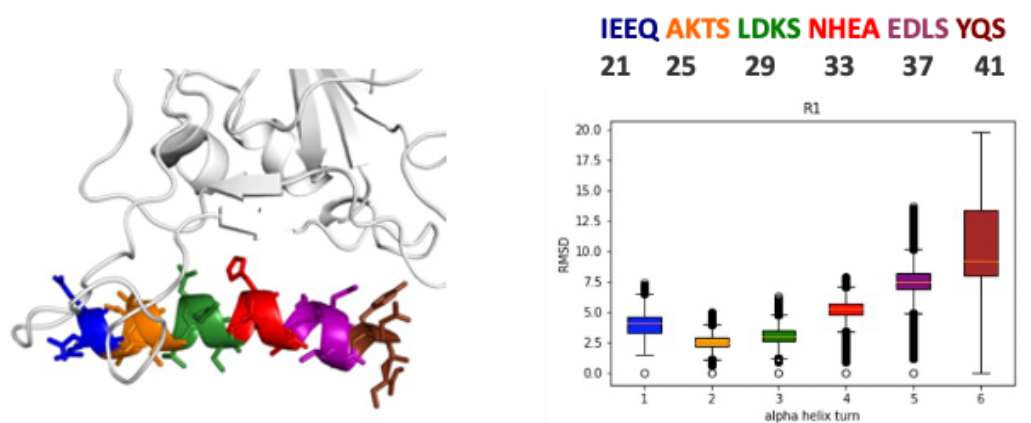 IEEQ AKTS LDKS NHEA EDLS YQS
21 25 29 33 37 41
R1
20.0
17.5
15.0
12.5
10.0
7.5
5.0
2.5
0.0
RMSD
1 2 3 4 5 6
alpha helix turn